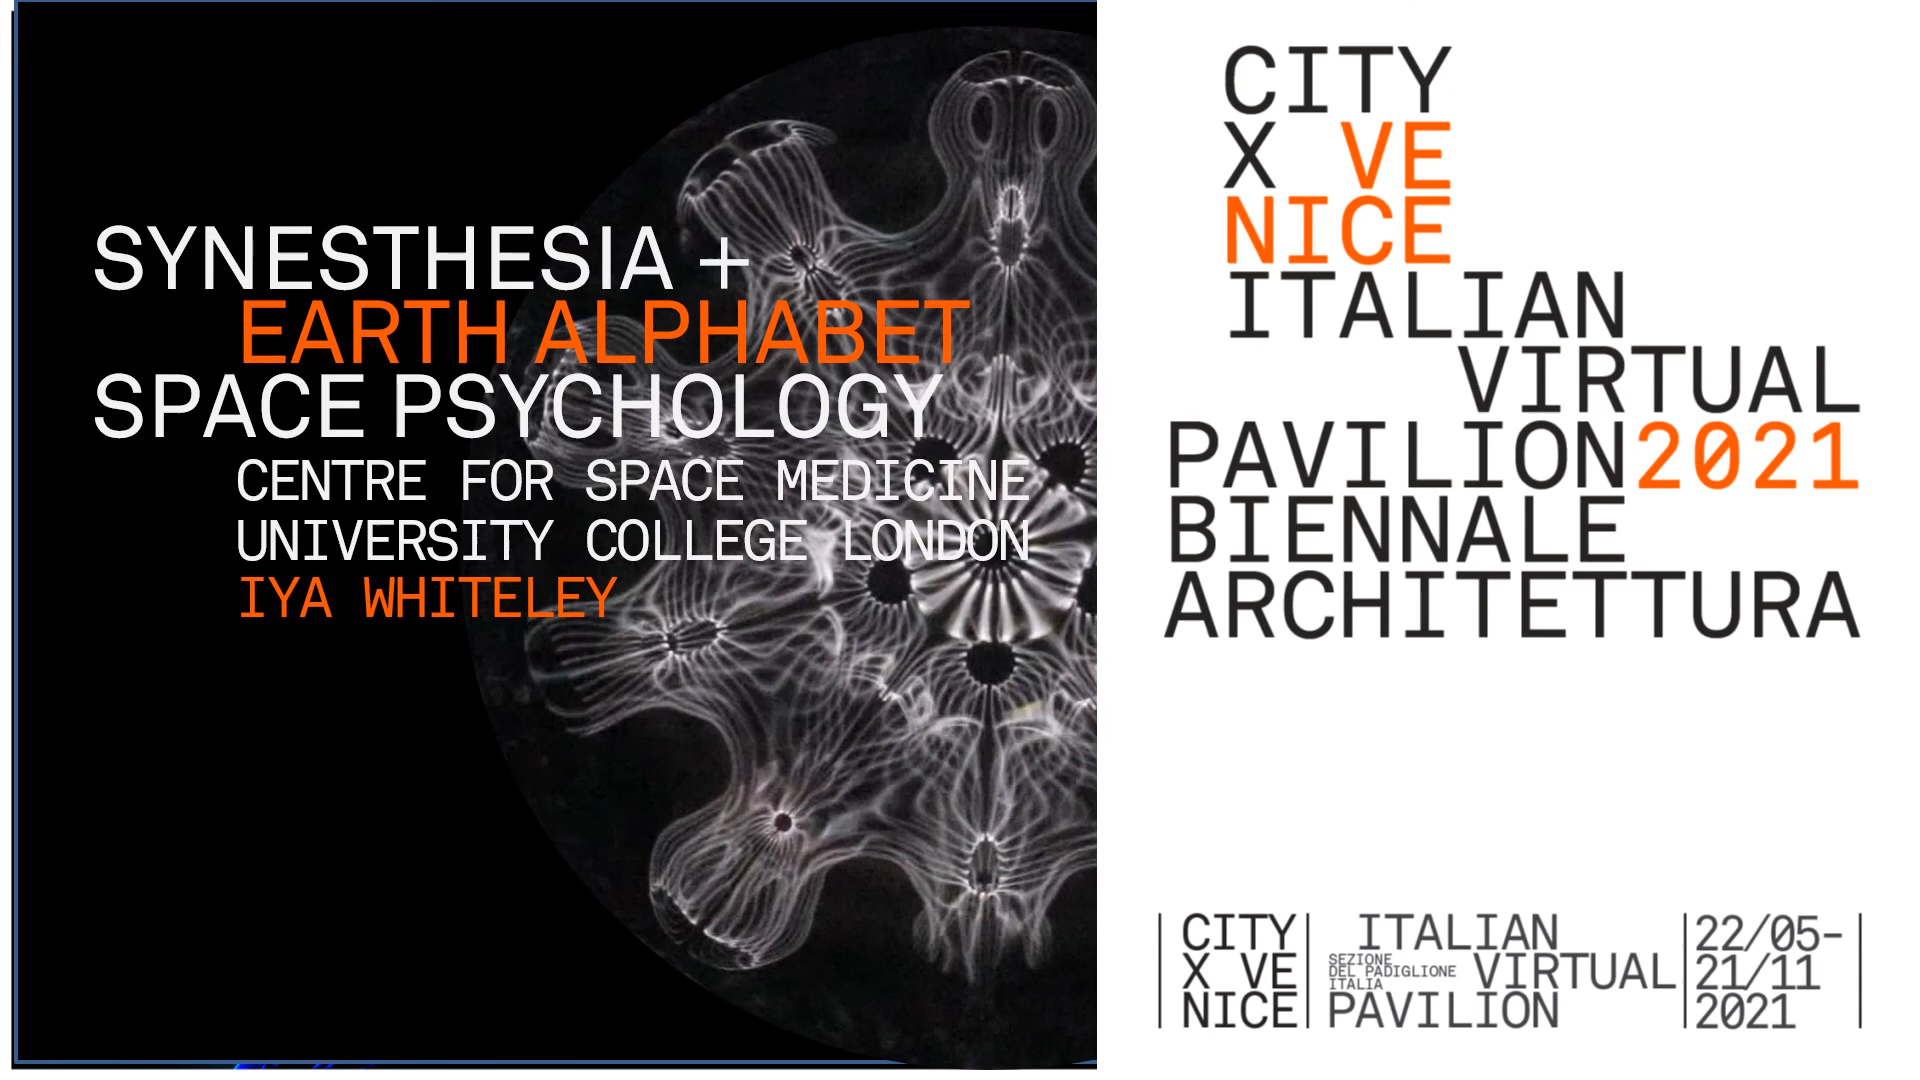 SYNESTHESIA +
EARTH ALPHABET
SPACE PSYCHOLOGY
CENTRE FOR SPACE MEDICINE
UNIVERSITY COLLEGE LONDON
IYA WHITELEY
CITY
X VE
NICE
ITALIAN
VIRTUAL
PAVILION2021
BIENNALE
ARCHITETTURA
CITY
X VE
NICE
ITALIAN
SEZIONE
DEL PADIGLIONE
ITALIA
VIRTUAL
PAVILION
22/05-
21/11
2021